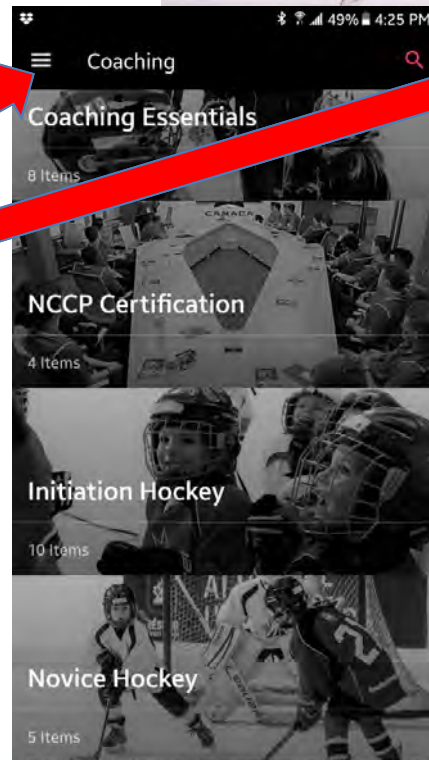 49% 4:25 PM
Coaching
Coaching Essentials
8 Items
CANADA
NCCP Certification
4 Items
Initiation Hockey
10 Items
Novice Hockey
5 Items